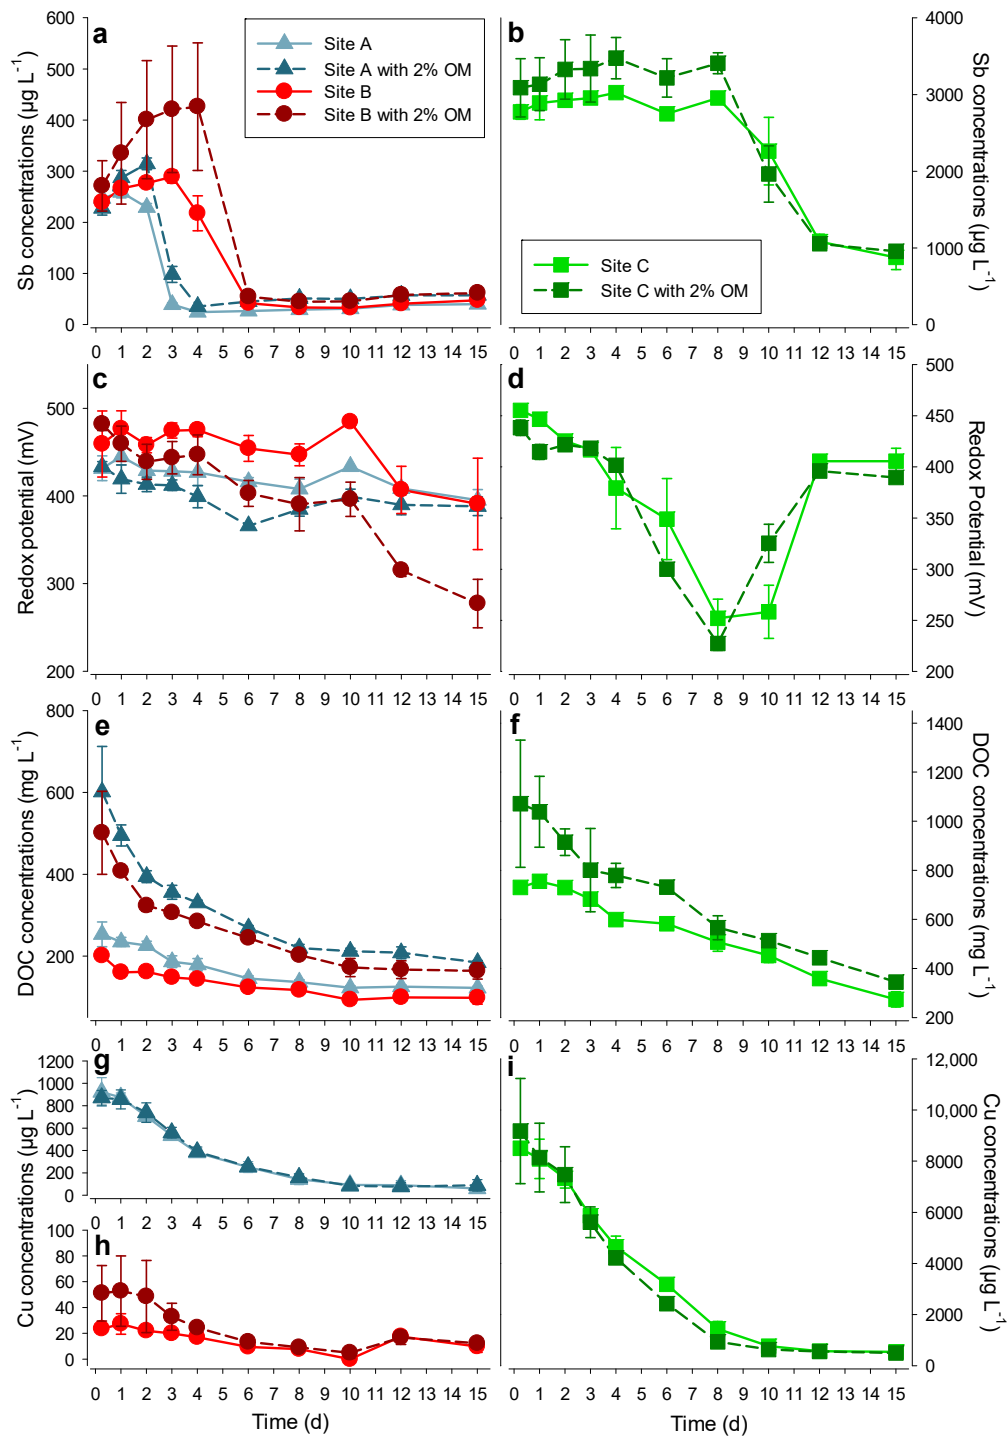 a
Sb concentrations (µg L⁻¹)
600
500
400
300
200
100
0
Site A
Site A with 2% OM
Site B
Site B with 2% OM
0 1 2 3 4 5 6 7 8 9 10 11 12 13 14 15
b
4000
3000
2000
1000
0
Sb concentrations (µg L⁻¹)
Site C
Site C with 2% OM
0 1 2 3 4 5 6 7 8 9 10 11 12 13 14 15
c
Redox potential (mV)
500
400
300
200
0 1 2 3 4 5 6 7 8 9 10 11 12 13 14 15
d
500
450
400
350
300
250
200
Redox Potential (mV)
0 1 2 3 4 5 6 7 8 9 10 11 12 13 14 15
e
DOC concentrations (mg L⁻¹)
800
600
400
200
0 1 2 3 4 5 6 7 8 9 10 11 12 13 14 15
f
1400
1200
1000
800
600
400
200
DOC concentrations (mg L⁻¹)
0 1 2 3 4 5 6 7 8 9 10 11 12 13 14 15
g
Cu concentrations (µg L⁻¹)
1200
1000
800
600
400
200
0
0 1 2 3 4 5 6 7 8 9 10 11 12 13 14 15
h
100
80
60
40
20
0
0 1 2 3 4 5 6 7 8 9 10 11 12 13 14 15
Time (d)
i
12,000
10,000
8000
6000
4000
2000
0
Cu concentrations (µg L⁻¹)
0 1 2 3 4 5 6 7 8 9 10 11 12 13 14 15
Time (d)